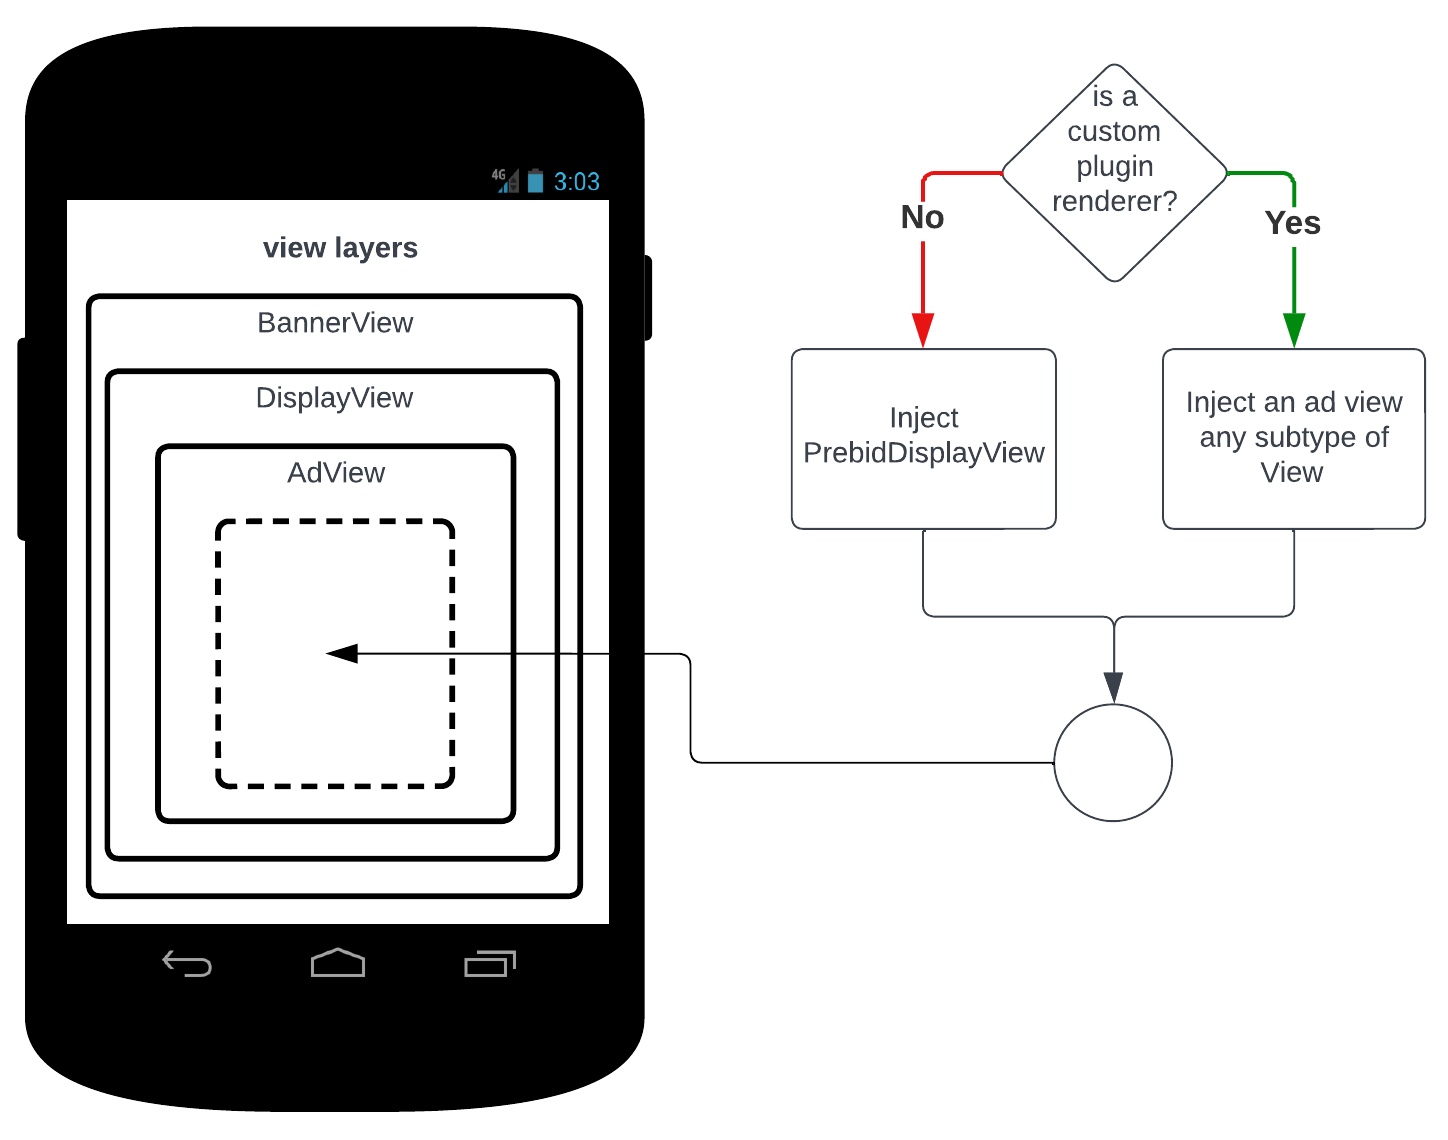 4G 3:03
view layers
BannerView
DisplayView
AdView
is a
custom
plugin
renderer?
No
Yes
Inject
PrebidDisplayView
Inject an ad view
any subtype of
View